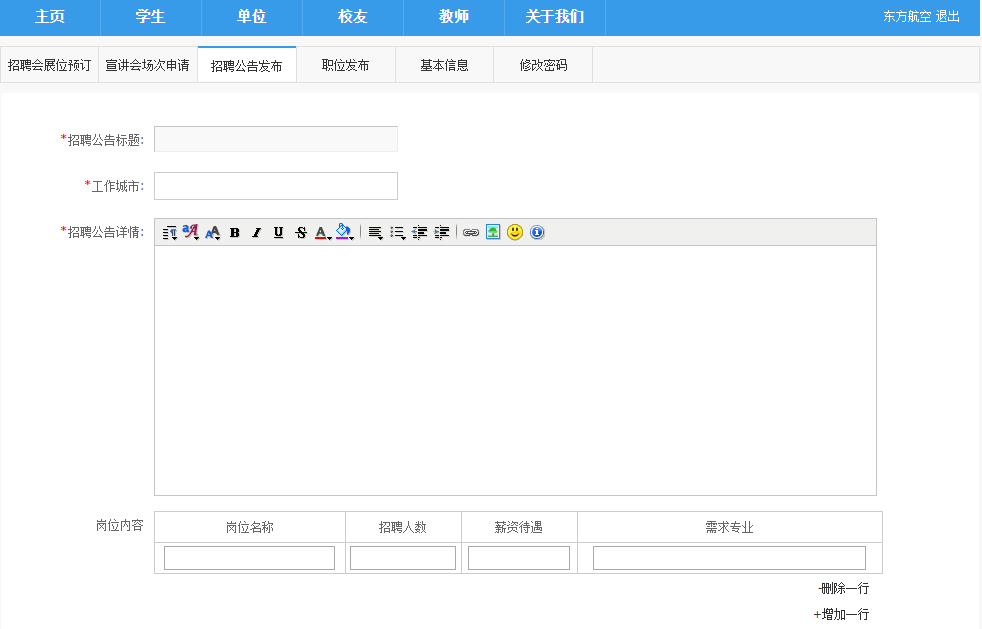 主页 学生 单位 校友 教师 关于我们 东方航空 退出
招聘会展位预订 宣讲会场次申请 招聘公告发布 职位发布 基本信息 修改密码
*招聘公告标题:
*工作城市:
*招聘公告详情:
岗位内容 岗位名称 招聘人数 薪资待遇 需求专业
-删除一行
+增加一行